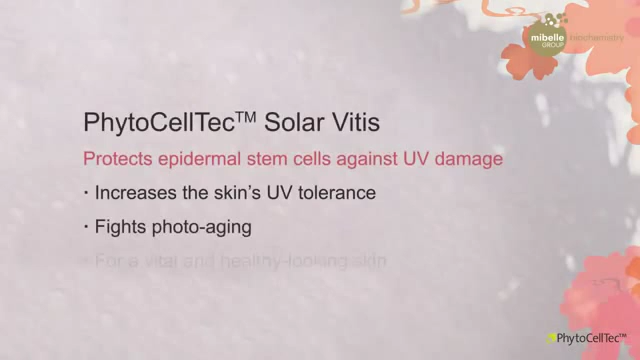 mibelle biochemistry
GROUP
PhytoCellTec™ Solar Vitis
Protects epidermal stem cells against UV damage
· Increases the skin's UV tolerance
· Fights photo-aging
· For a vital and healthy-looking skin
PhytoCellTec™